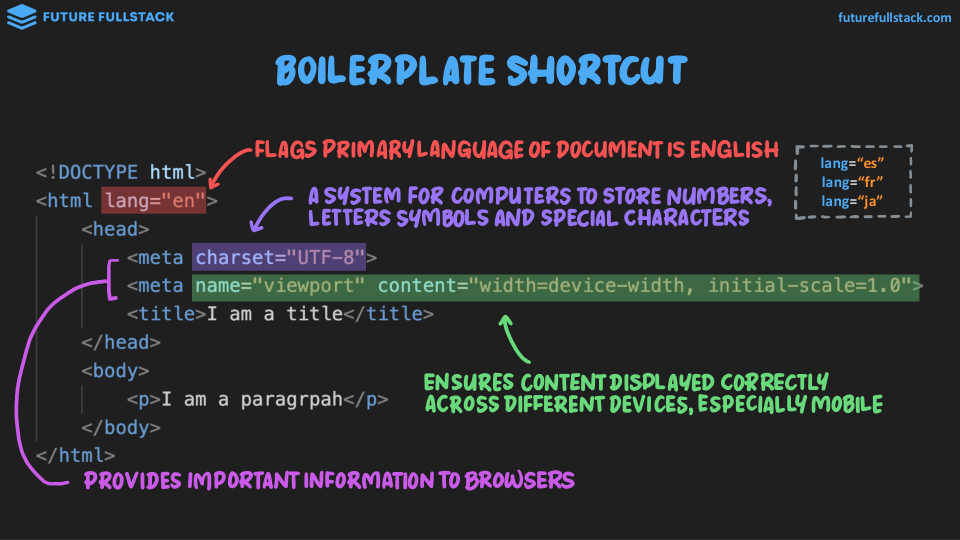 FUTURE FULLSTACK
futurefullstack.com
BOILERPLATE SHORTCUT
FLAGS PRIMARY LANGUAGE OF DOCUMENT IS ENGLISH
<!DOCTYPE html>
<html lang="en">
lang="es"
lang="fr"
lang="ja"
A SYSTEM FOR COMPUTERS TO STORE NUMBERS,
LETTERS SYMBOLS AND SPECIAL CHARACTERS
<head>
<meta charset="UTF-8">
<meta name="viewport" content="width=device-width, initial-scale=1.0">
<title>I am a title</title>
</head>
<body>
ENSURES CONTENT DISPLAYED CORRECTLY
ACROSS DIFFERENT DEVICES, ESPECIALLY MOBILE
<p>I am a paragrpah</p>
</body>
</html>
PROVIDES IMPORTANT INFORMATION TO BROWSERS